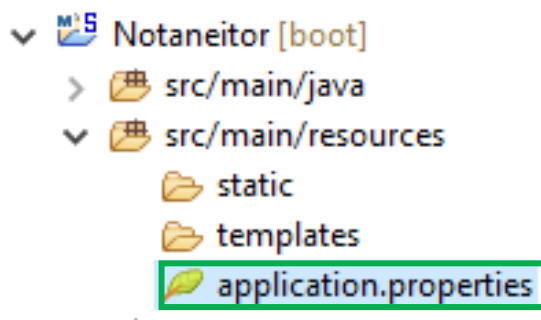 Notaneitor [boot]
src/main/java
src/main/resources
static
templates
application.properties